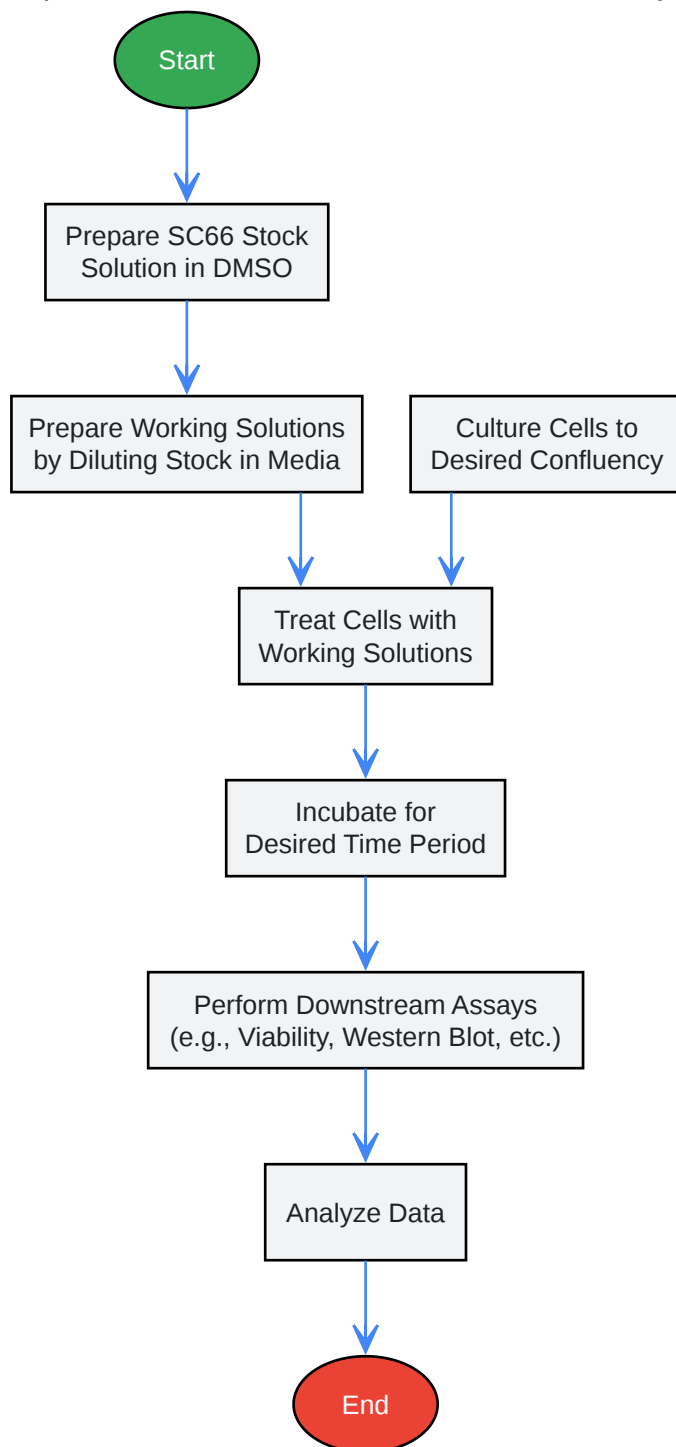 Start
Prepare SC66 Stock
Solution in DMSO
Prepare Working Solutions
by Diluting Stock in Media
Culture Cells to
Desired Confluency
Treat Cells with
Working Solutions
Incubate for
Desired Time Period
Perform Downstream Assays
(e.g., Viability, Western Blot, etc.)
Analyze Data
End